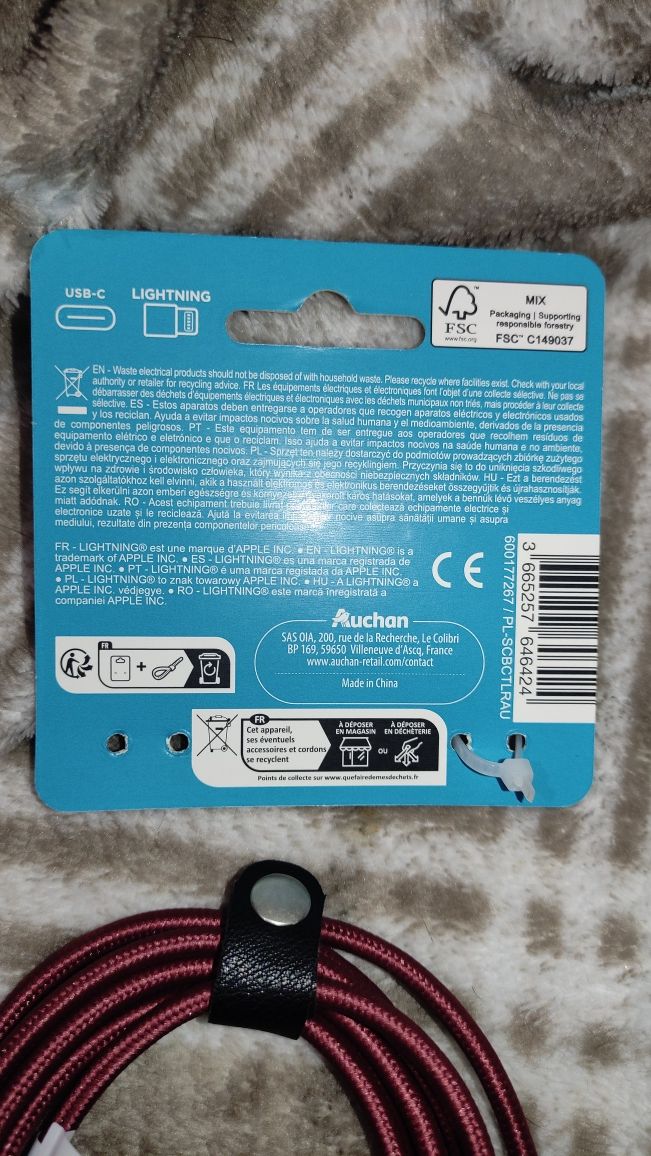 USB-C
LIGHTNING
FSC
www.fsc.org
MIX
Packaging | Supporting
responsible forestry
FSC™ C149037
EN - Waste electrical products should not be disposed of with household waste. Please recycle where facilities exist. Check with your local
authority or retailer for recycling advice. FR Les équipements électriques et électroniques font l'objet d'une collecte sélective. Ne pas se
débarrasser des déchets d'équipements électriques et électroniques avec les déchets municipaux non triés, mais procéder à leur collecte
sélective. ES - Estos aparatos deben entregarse a operadores que recogen aparatos eléctricos y electrónicos usados
y los reciclan. Ayuda a evitar impactos nocivos sobre la salud humana y el medioambiente, derivados de la presencia
de componentes peligrosos. PT - Este equipamento tem de ser entregue aos operadores que recolhem resíduos de
equipamento elétrico e eletrónico e que o reciclam. Isso ajuda a evitar impactos nocivos na saúde humana e no ambiente,
devido à presença de componentes nocivos. PL - Sprzęt ten należy dostarczyć do podmiotów prowadzących zbiórkę zużytego
sprzętu elektrycznego i elektronicznego oraz zajmujących się jego recyklingiem. Przyczynia się to do uniknięcia szkodliwego
wpływu na zdrowie i środowisko człowieka, który wynika z obecności niebezpiecznych składników. HU - Ezt a berendezést
azon szolgáltatókhoz kell elvinni, akik a használt elektromos és elektronikus berendezéseket összegyűjtik és újrahasznosítják.
Ez segít elkerülni azon emberi egészségre és környezetre gyakorolt káros hatásokat, amelyek a bennük lévő veszélyes anyag
miatt adódnak. RO - Acest echipament trebuie care colectează echipamente electrice și
electronice uzate și le reciclează. Ajută la evitarea nocive asupra sănătății umane și asupra
mediului, rezultate din prezența componentelor
FR - LIGHTNING® est une marque d'APPLE INC. ● EN - LIGHTNING® is a
trademark of APPLE INC. ● ES - LIGHTNING® es una marca registrada de
APPLE INC. ● PT - LIGHTNING® é uma marca registada da APPLE INC.
● PL - LIGHTNING® to znak towarowy APPLE INC. ● HU - A LIGHTNING® a
APPLE INC. védjegye. ● RO - LIGHTNING® este marcă înregistrată a
companiei APPLE INC.
CE
600177267 / PL-SCBCTLRAU
3 665257 646424
Auchan
SAS OIA, 200, rue de la Recherche, Le Colibri
BP 169, 59650 Villeneuve d'Ascq, France
www.auchan-retail.com/contact
Made in China
FR
+
FR
Cet appareil,
ses éventuels
accessoires et cordons
se recyclent
À DÉPOSER
EN MAGASIN
OU
À DÉPOSER
EN DÉCHÈTERIE
Points de collecte sur www.quefairedemesdechets.fr